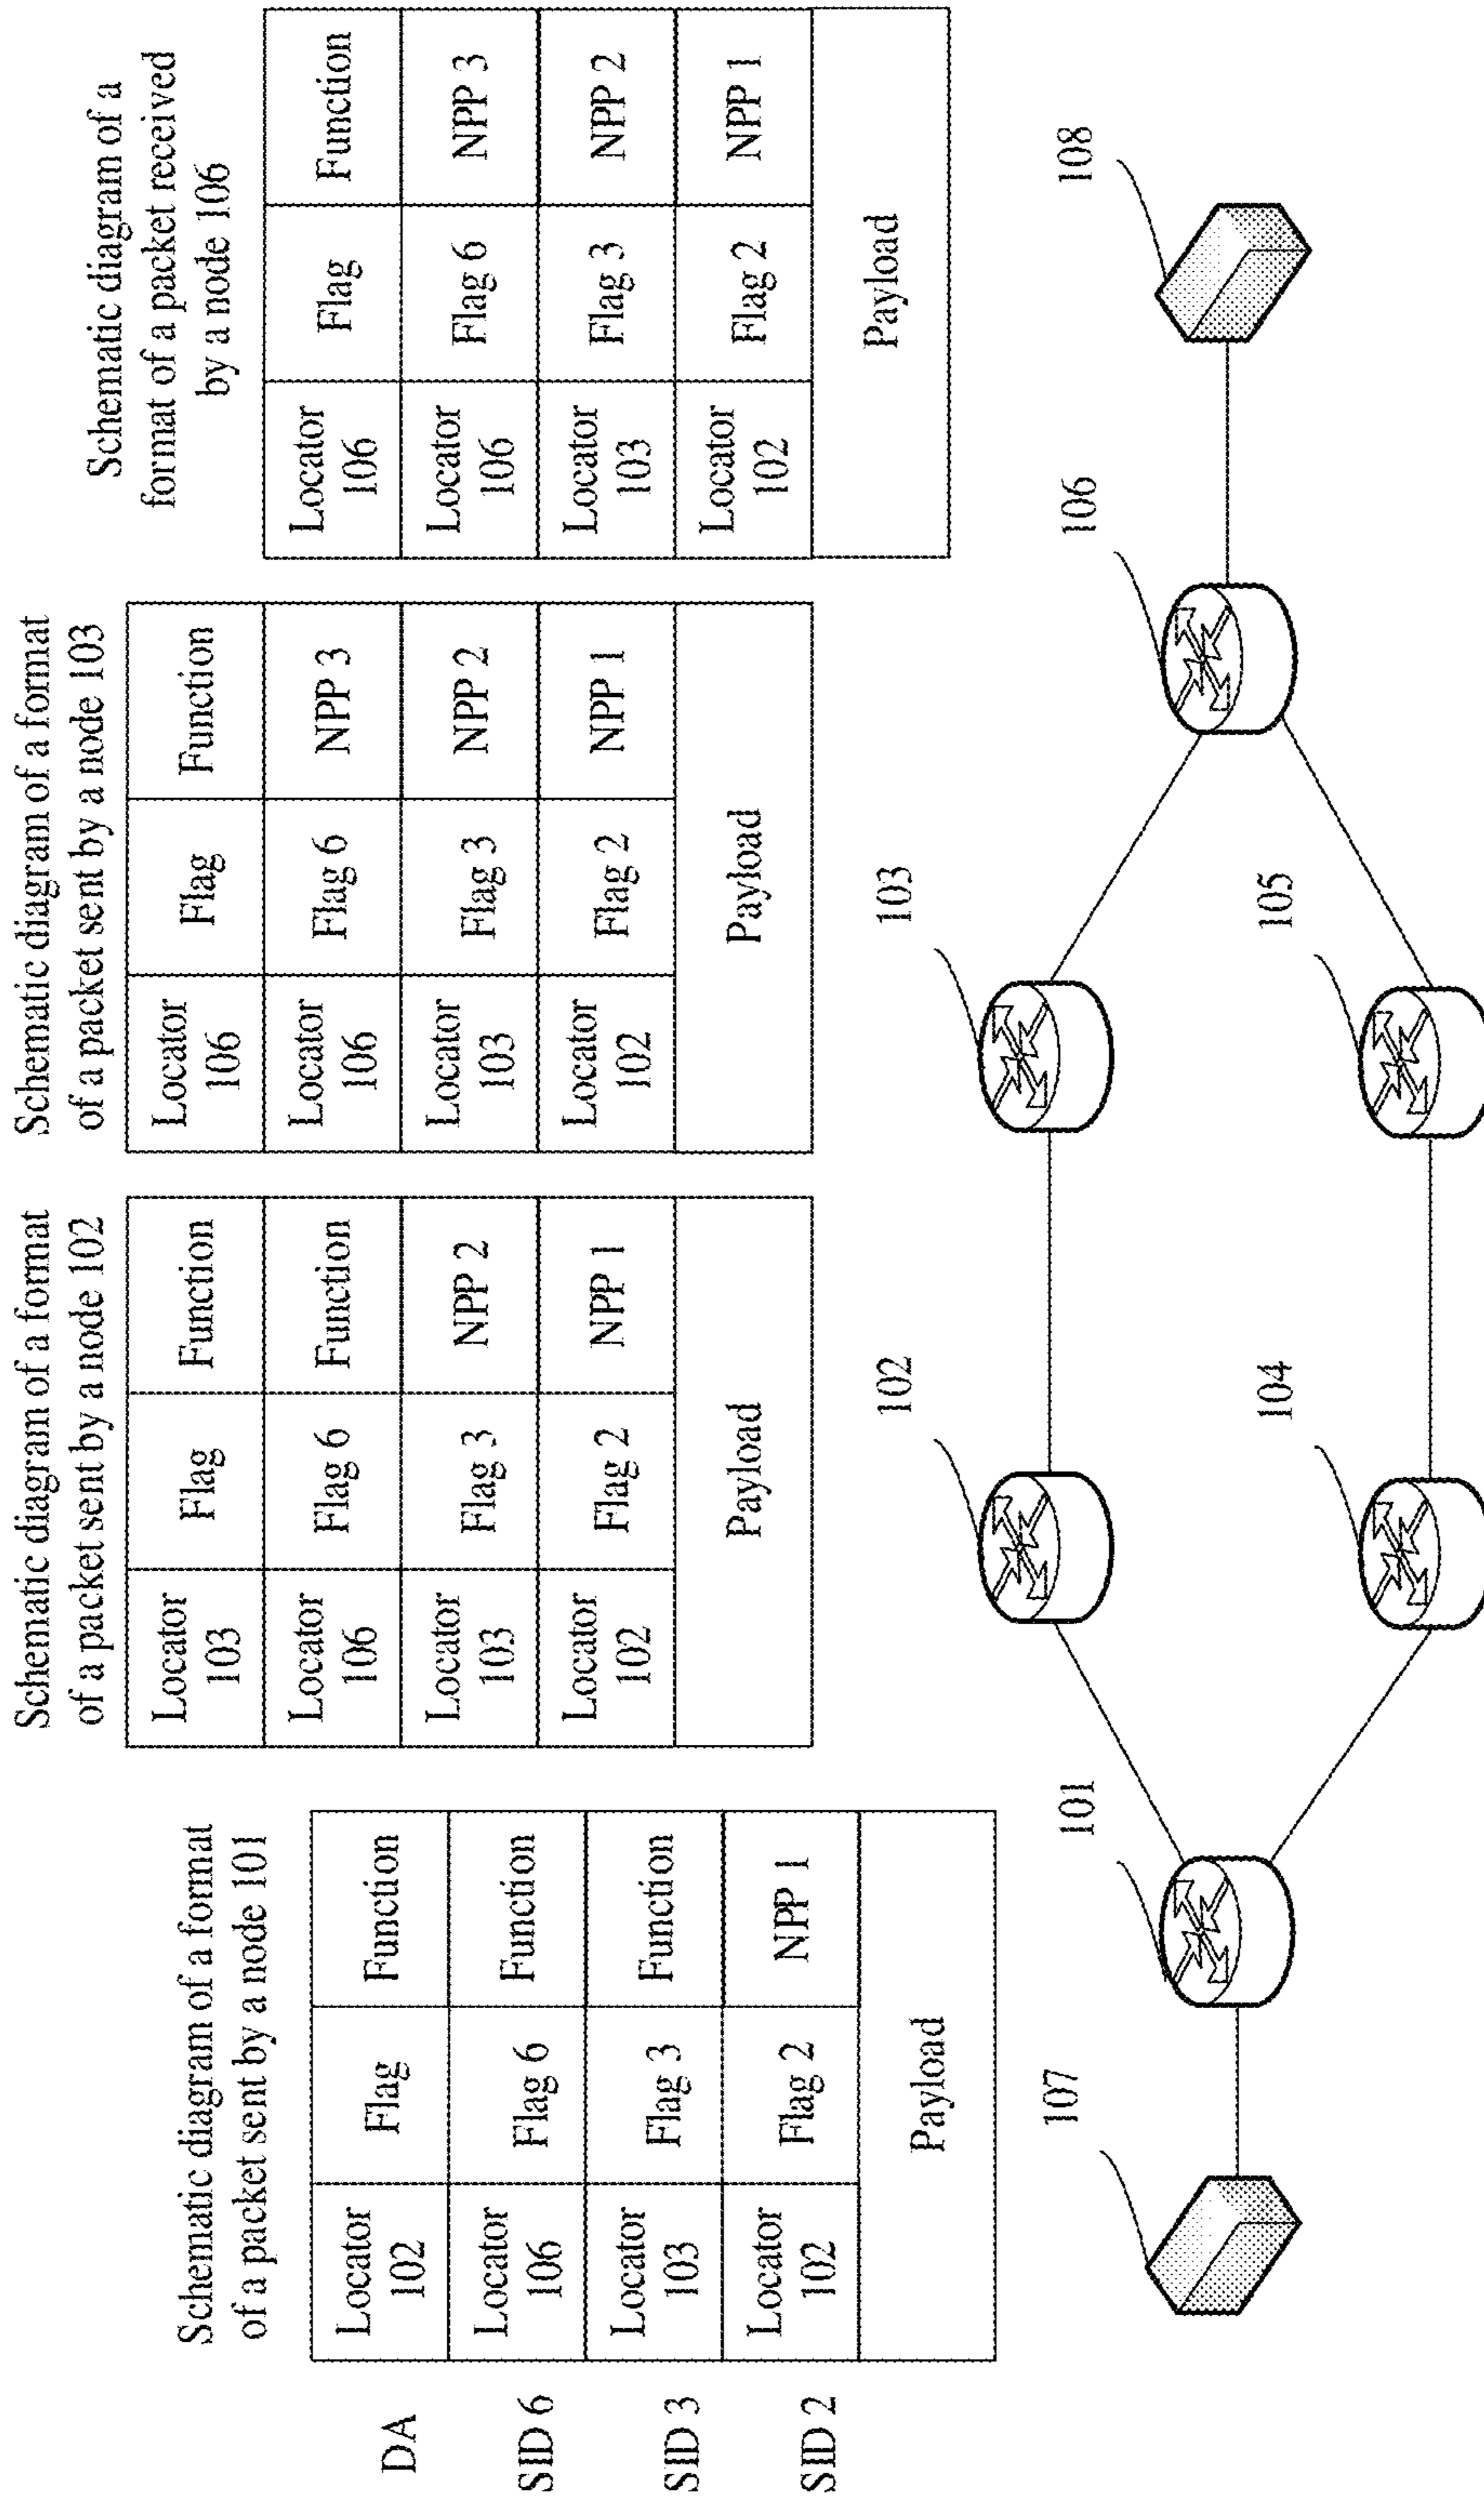 Schematic diagram of a format
of a packet sent by a node 101
DA
Locator
102
Flag
Function
SID 6
Locator
106
Flag 6
Function
SID 3
Locator
103
Flag 3
Function
SID 2
Locator
102
Flag 2
NPP 1
Payload
Schematic diagram of a format
of a packet sent by a node 102
Locator
103
Flag
Function
Locator
106
Flag 6
Function
Locator
103
Flag 3
NPP 2
Locator
102
Flag 2
NPP 1
Payload
Schematic diagram of a format
of a packet sent by a node 103
Locator
106
Flag
Function
Locator
106
Flag 6
NPP 3
Locator
103
Flag 3
NPP 2
Locator
102
Flag 2
NPP 1
Payload
Schematic diagram of a
format of a packet received
by a node 106
Locator
106
Flag
Function
Locator
106
Flag 6
NPP 3
Locator
103
Flag 3
NPP 2
Locator
102
Flag 2
NPP 1
Payload
107
101
102
103
106
108
104
105